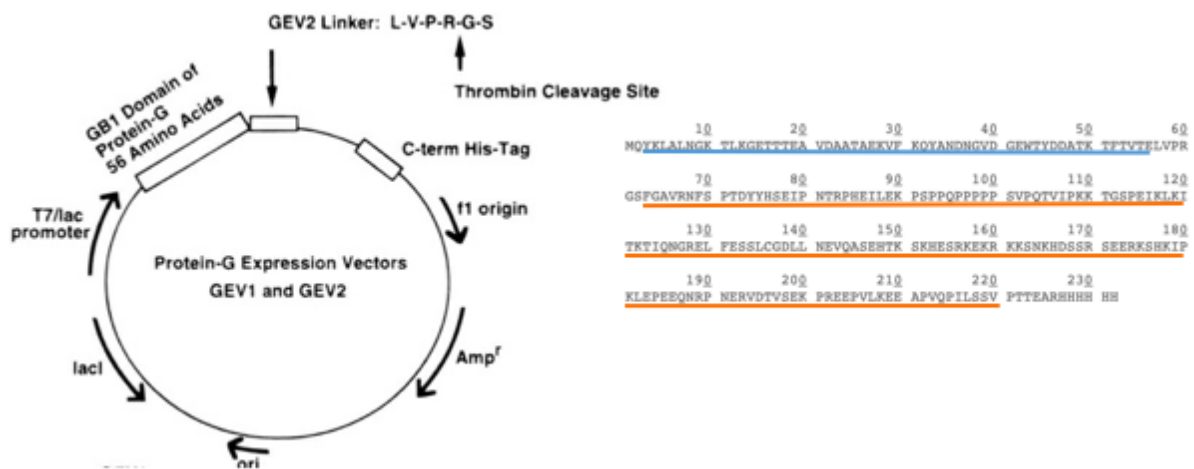 GEV2 Linker: L-V-P-R-G-S
Thrombin Cleavage Site
GB1 Domain of
Protein-G
56 Amino Acids
C-term His-Tag
T7/lac
promoter
f1 origin
Protein-G Expression Vectors
GEV1 and GEV2
lacI
Ampr
ori
10 20 30 40 50 60
MQYKLALNGK TLKGETTTEA VDAATAEKVF KQYANDNGVD GEWTYDDATK TFTVTELVPR
70 80 90 100 110 120
GSFGAVRNFS PTDYYHSEIP NTRPHEILEK PSPPQPPPPP SVPQTVIPKK TGSPEIKLKI
130 140 150 160 170 180
TKTIQNGREL FESSLCGDLL NEVQASEHTK SKHESRKEKR KKSNKHDSSR SEERKSHKIP
190 200 210 220 230
KLEPEEQNRP NERVDTVSEK PREEPVLKEE APVQPILSSV PTTEARHHHH HH